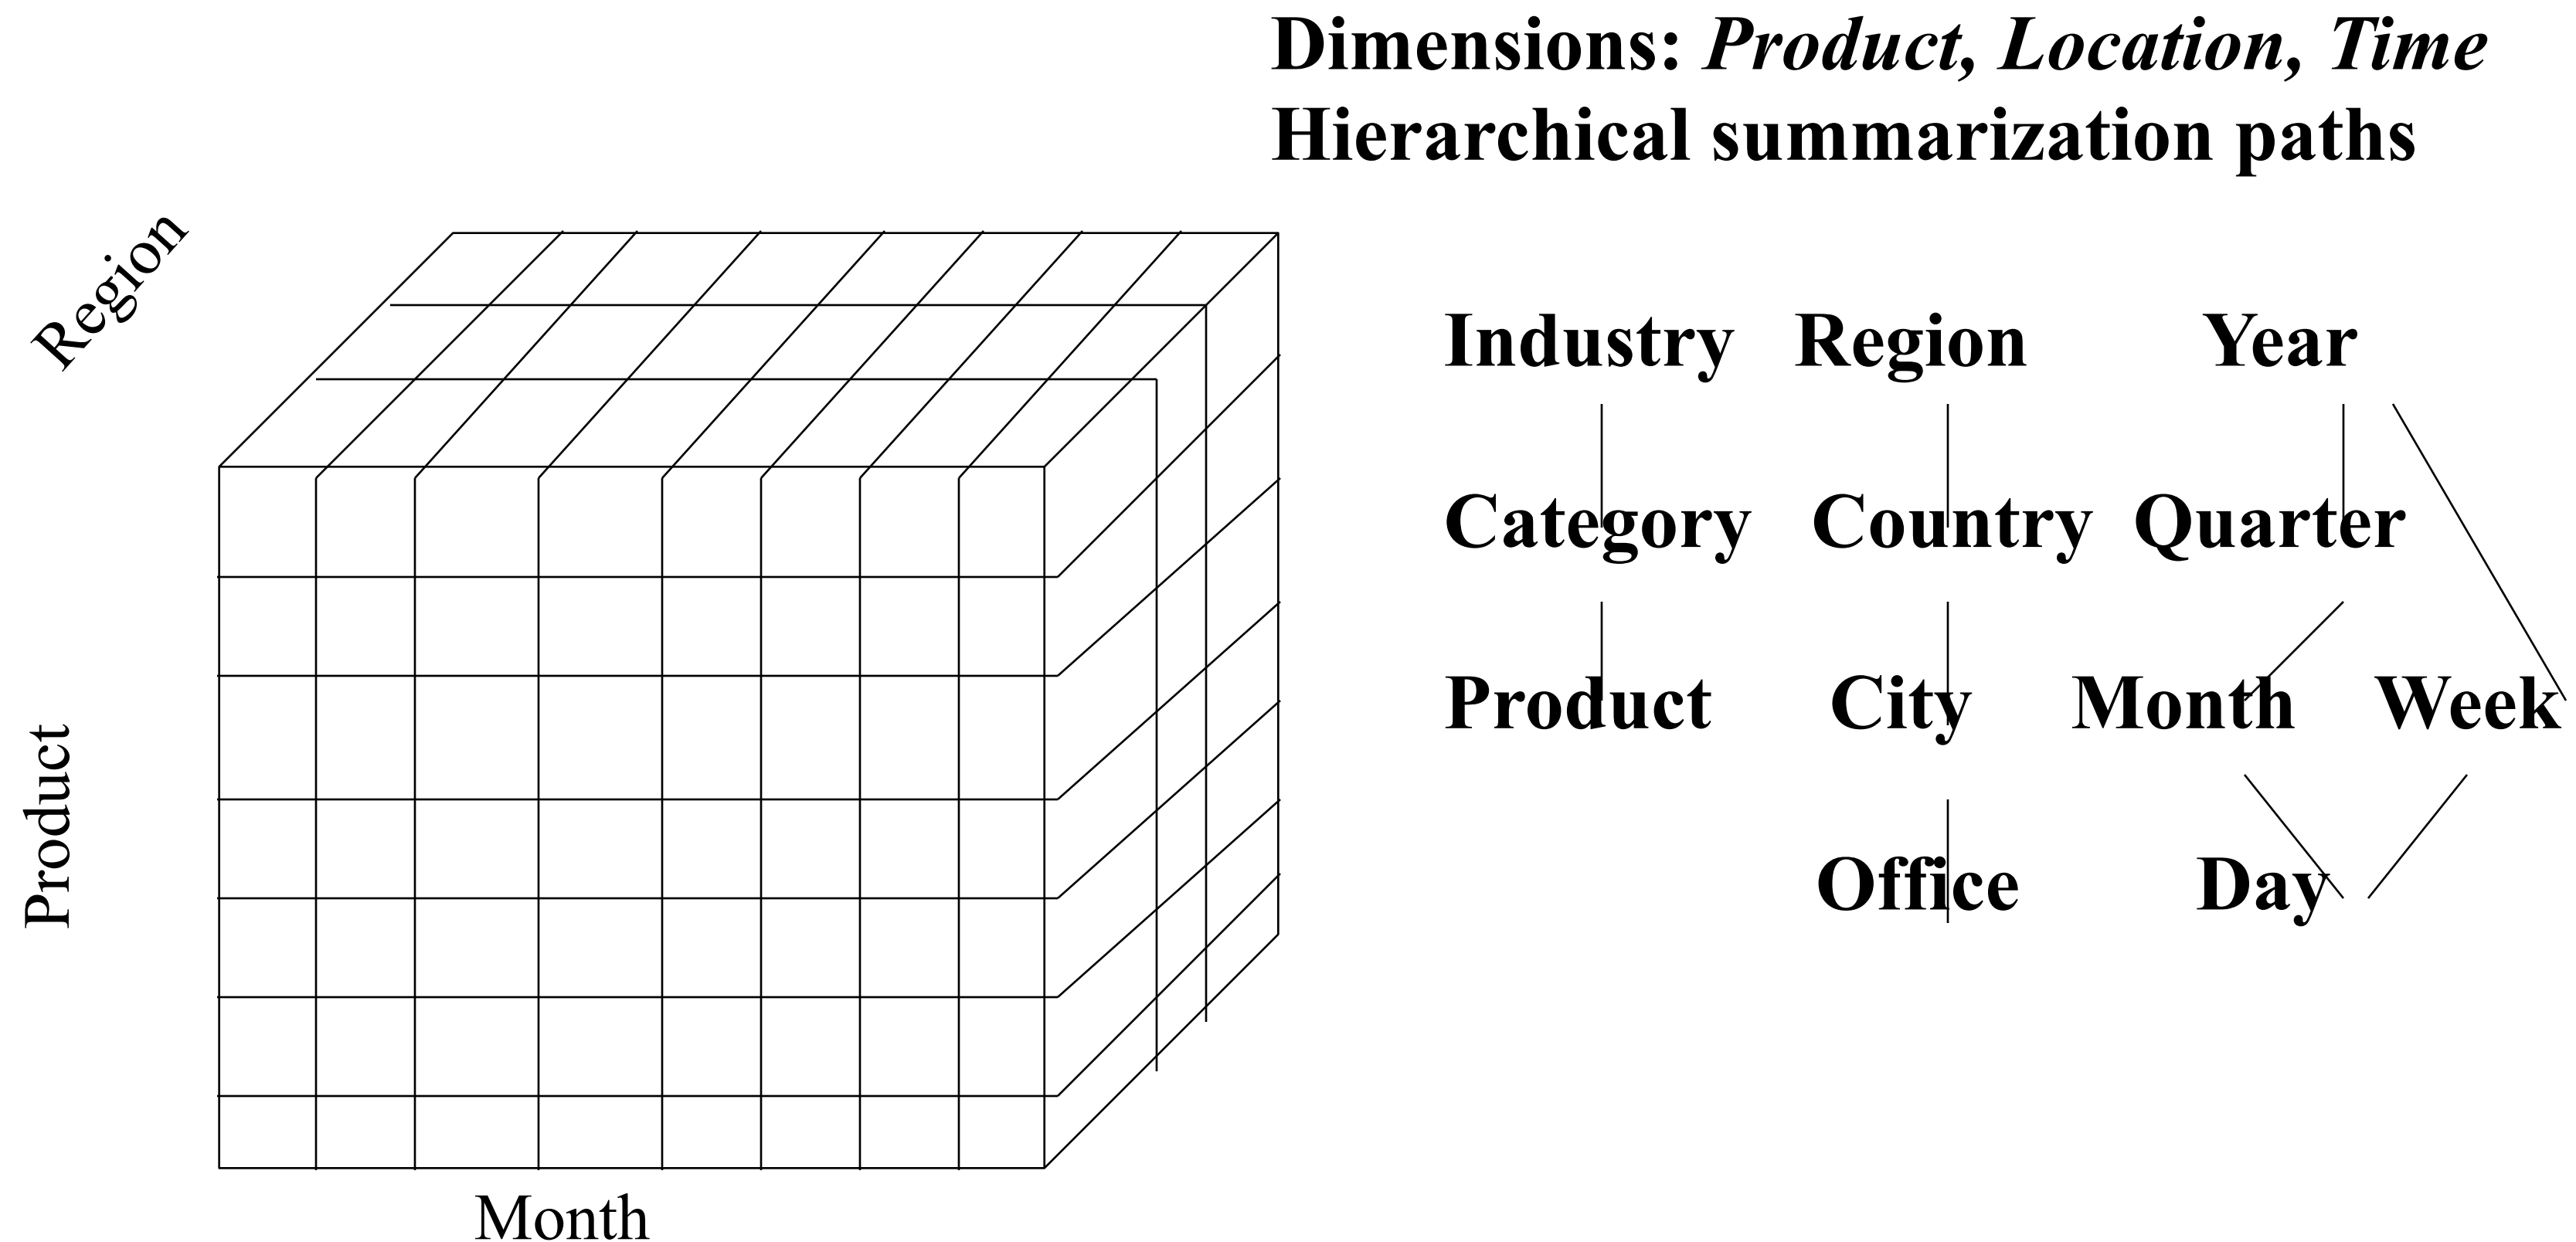 Dimensions: Product, Location, Time
Hierarchical summarization paths
Region
Product
Month
Industry Region Year
Category Country Quarter
Product City Month Week
Office Day